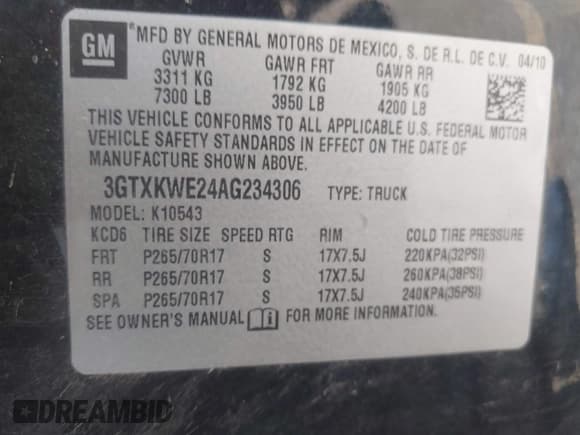 GM
MFD BY GENERAL MOTORS DE MEXICO, S. DE R.L. DE C.V. 04/10
GVWR GAWR FRT GAWR RR
3311 KG 1792 KG 1905 KG
7300 LB 3950 LB 4200 LB
THIS VEHICLE CONFORMS TO ALL APPLICABLE U.S. FEDERAL MOTOR
VEHICLE SAFETY STANDARDS IN EFFECT ON THE DATE OF
MANUFACTURE SHOWN ABOVE.
3GTXKWE24AG234306 TYPE: TRUCK
MODEL: K10543
KCD6 TIRE SIZE SPEED RTG RIM COLD TIRE PRESSURE
FRT P265/70R17 S 17X7.5J 220KPA(32PSI)
RR P265/70R17 S 17X7.5J 260KPA(38PSI)
SPA P265/70R17 S 17X7.5J 240KPA(35PSI)
SEE OWNER'S MANUAL FOR MORE INFORMATION.
DREAMBID